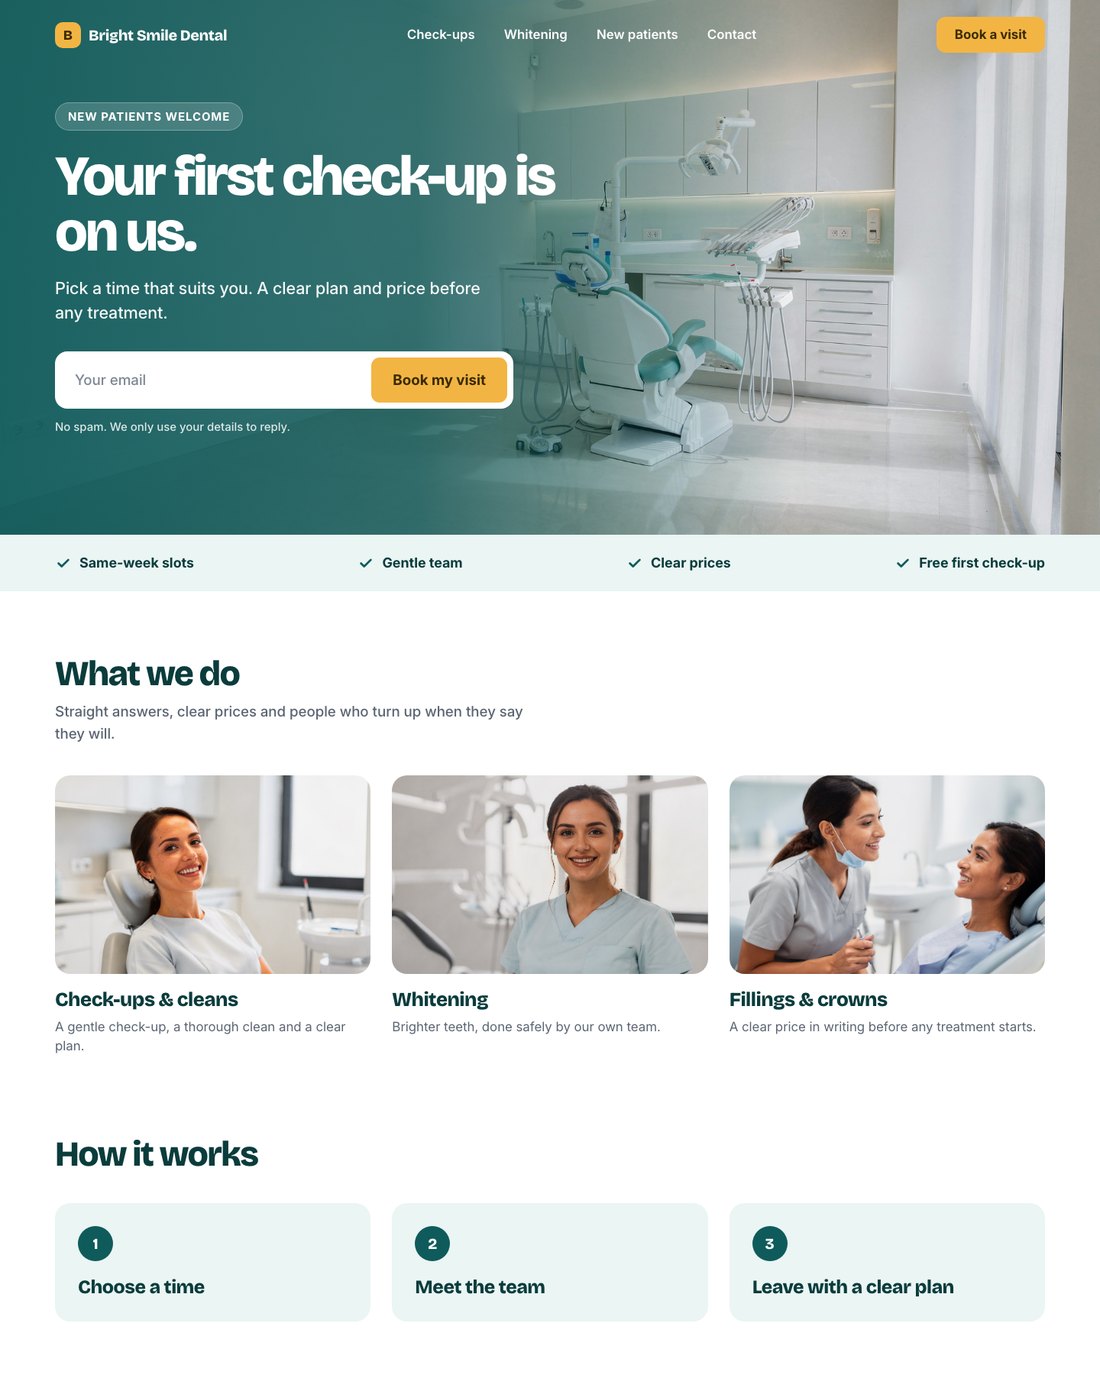 B Bright Smile Dental
Check-ups Whitening New patients Contact
Book a visit
NEW PATIENTS WELCOME
Your first check-up is
on us.
Pick a time that suits you. A clear plan and price before
any treatment.
Your email
Book my visit
No spam. We only use your details to reply.
Same-week slots
Gentle team
Clear prices
Free first check-up
What we do
Straight answers, clear prices and people who turn up when they say
they will.
Check-ups & cleans
A gentle check-up, a thorough clean and a clear
plan.
Whitening
Brighter teeth, done safely by our own team.
Fillings & crowns
A clear price in writing before any treatment starts.
How it works
1
Choose a time
2
Meet the team
3
Leave with a clear plan